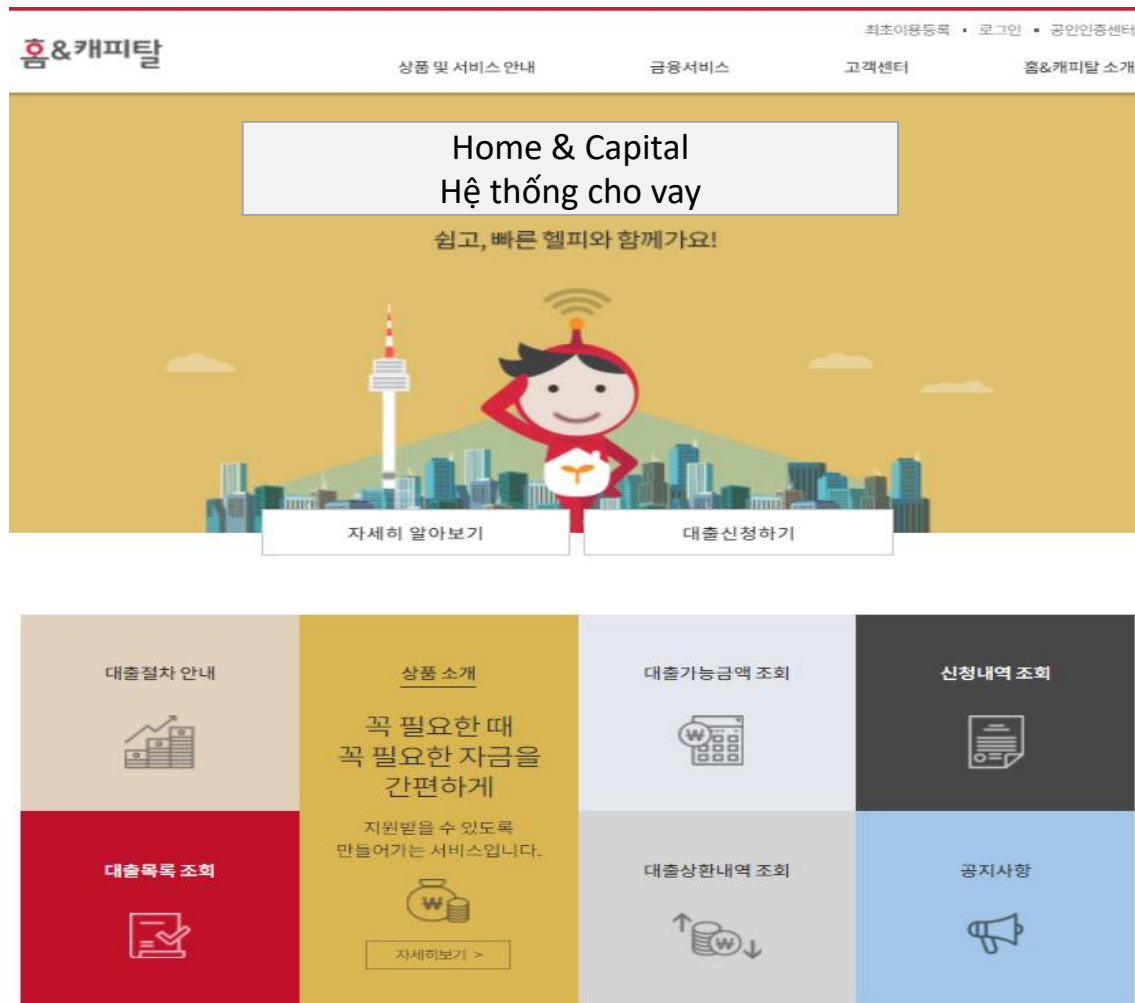 최초이용등록 • 로그인 • 공인인증센터
홈&캐피탈
상품 및 서비스 안내 금융서비스 고객센터 홈&캐피탈 소개
Home & Capital
Hệ thống cho vay
쉽고, 빠른 헬피와 함께가요!
자세히 알아보기 대출신청하기
대출절차 안내
상품 소개
꼭 필요한 때
꼭 필요한 자금을
간편하게
지원받을 수 있도록
만들어가는 서비스입니다.
자세히보기 >
대출가능금액 조회
신청내역 조회
대출목록 조회
대출상환내역 조회
공지사항